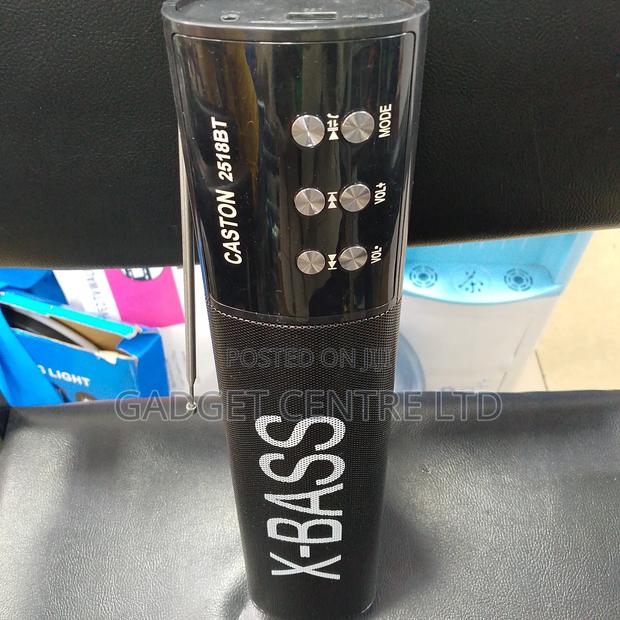 CASTON 2518BT
MODE
VOL+
VOL-
X-BASS
POSTED ON JIJI
GADGET CENTRE LTD
LIGHT